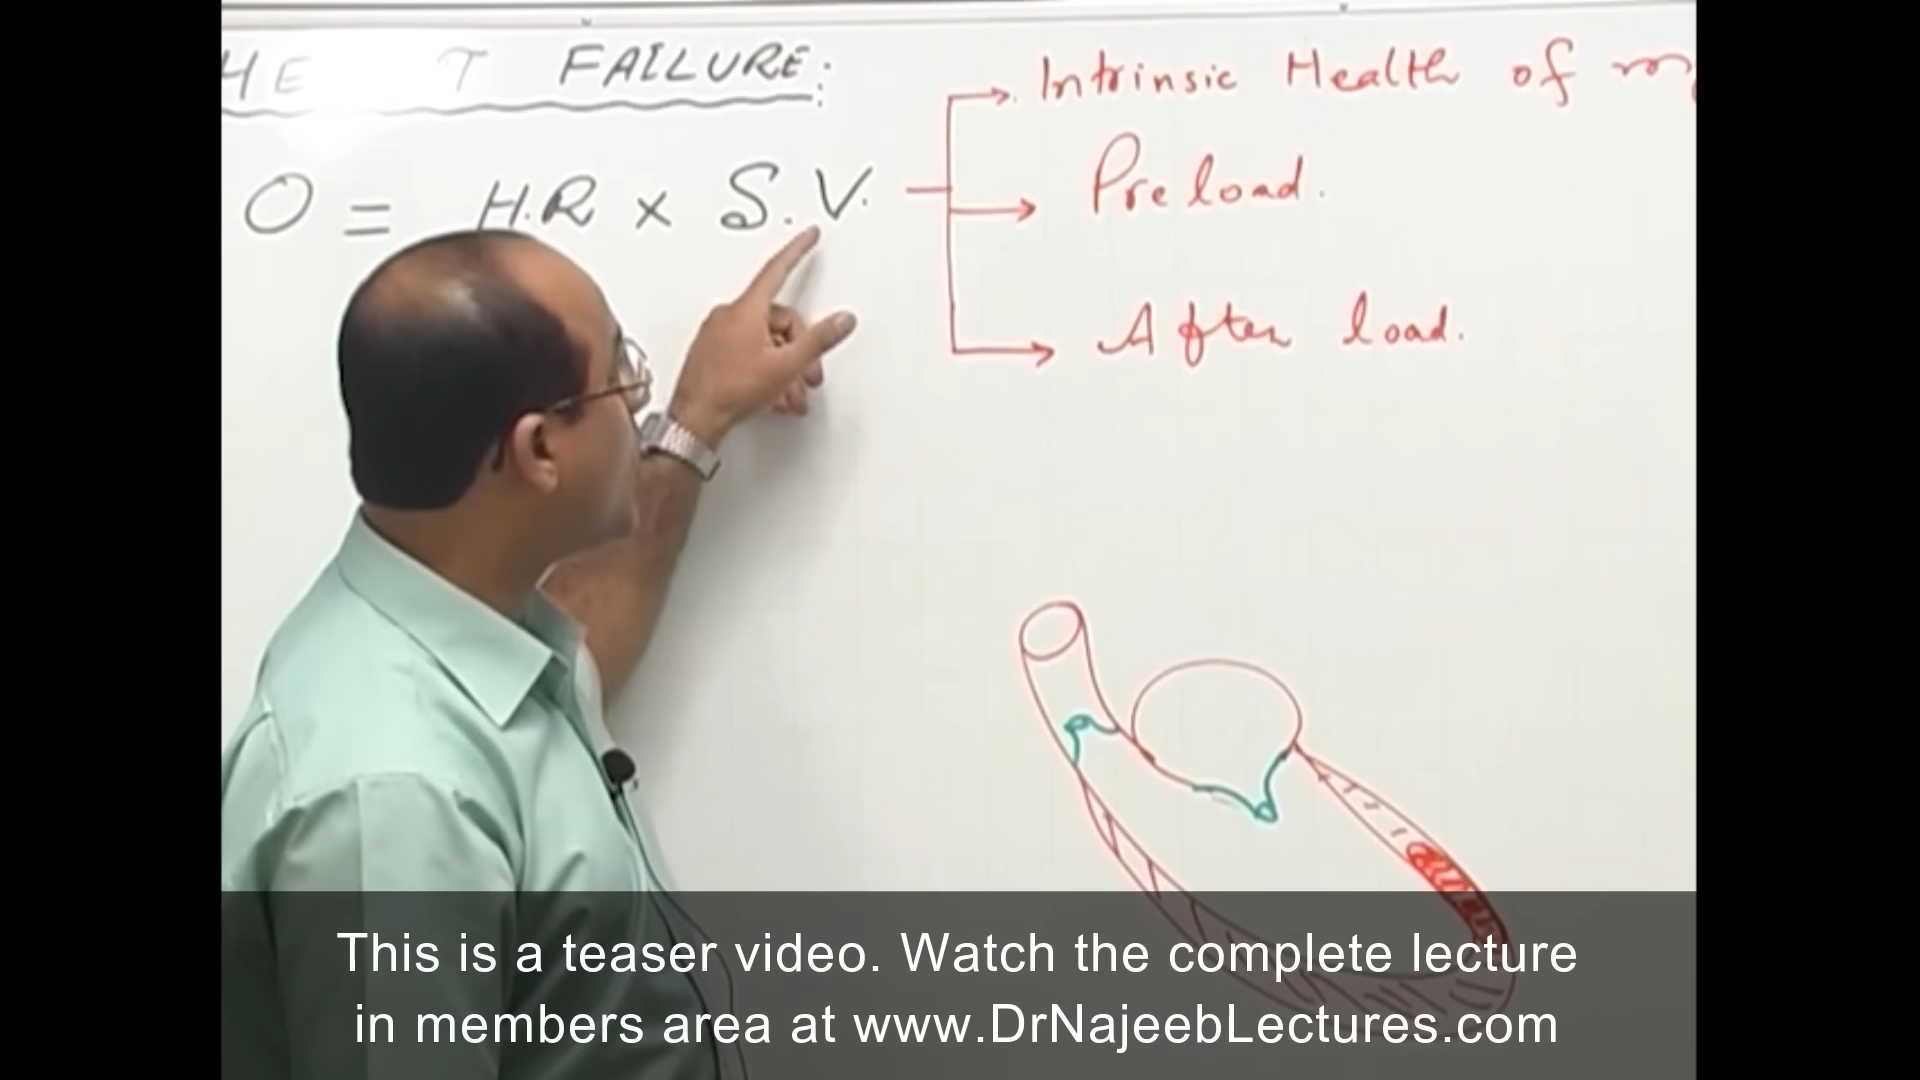 HE T FAILURE:
Intrinsic Health of
O = H.R x S.V.
Preload.
After load.
This is a teaser video. Watch the complete lecture
in members area at www.DrNajeebLectures.com